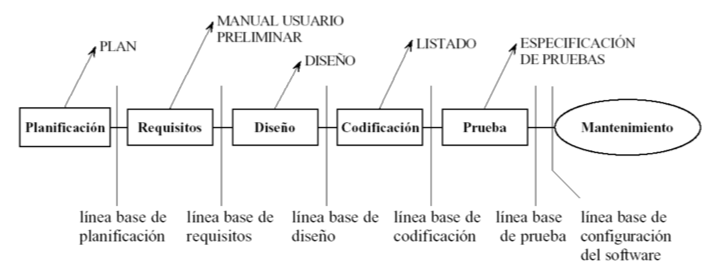 PLAN
MANUAL USUARIO
PRELIMINAR
DISEÑO
LISTADO
ESPECIFICACIÓN
DE PRUEBAS
Planificación
Requisitos
Diseño
Codificación
Prueba
Mantenimiento
línea base de
planificación
línea base de
requisitos
línea base de
diseño
línea base de
codificación
línea base
de prueba
línea base de
configuración
del software